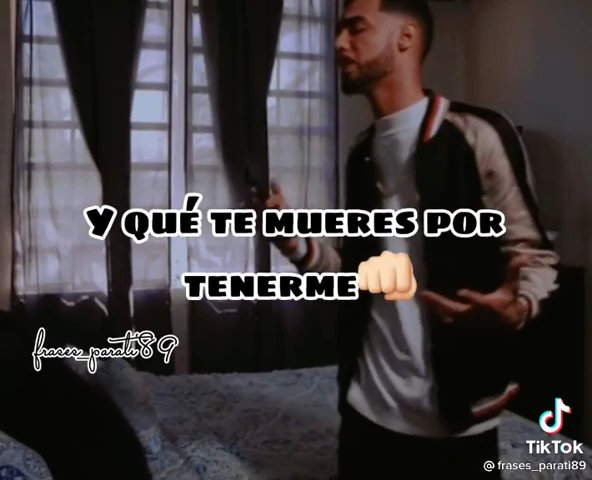 Y QUÉ TE MUERES POR
TENERME👊🏻
frases_parati89
TikTok
@frases_parati89